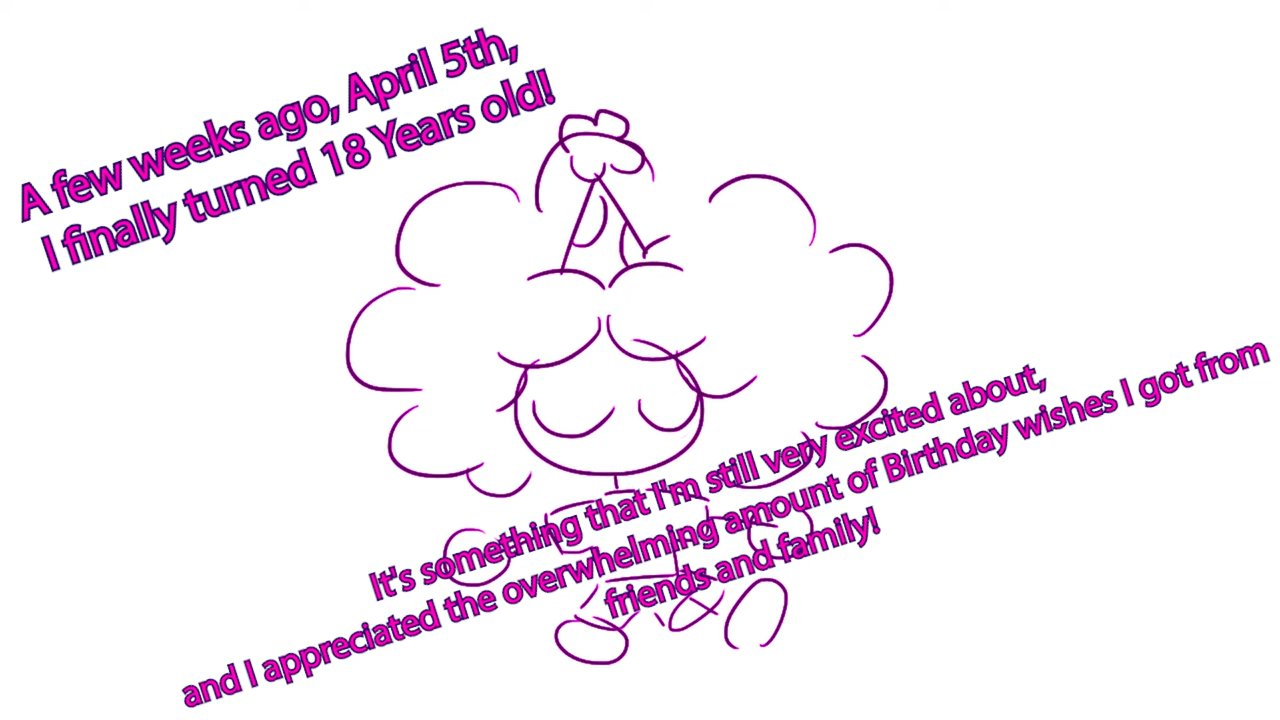 A few weeks ago, April 5th,
I finally turned 18 Years old!
It's something that I'm still very excited about,
and I appreciated the overwhelming amount of Birthday wishes I got from
friends and family!